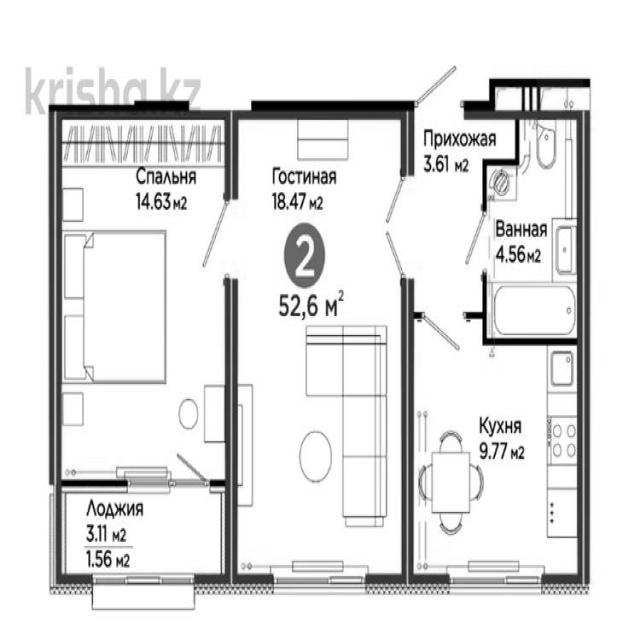 krisha.kz
Спальня
14.63 м2
Гостиная
18.47 м2
Прихожая
3.61 м2
Ванная
4.56 м2
2
52,6 м2
Кухня
9.77 м2
Лоджия
3.11 м2
1.56 м2